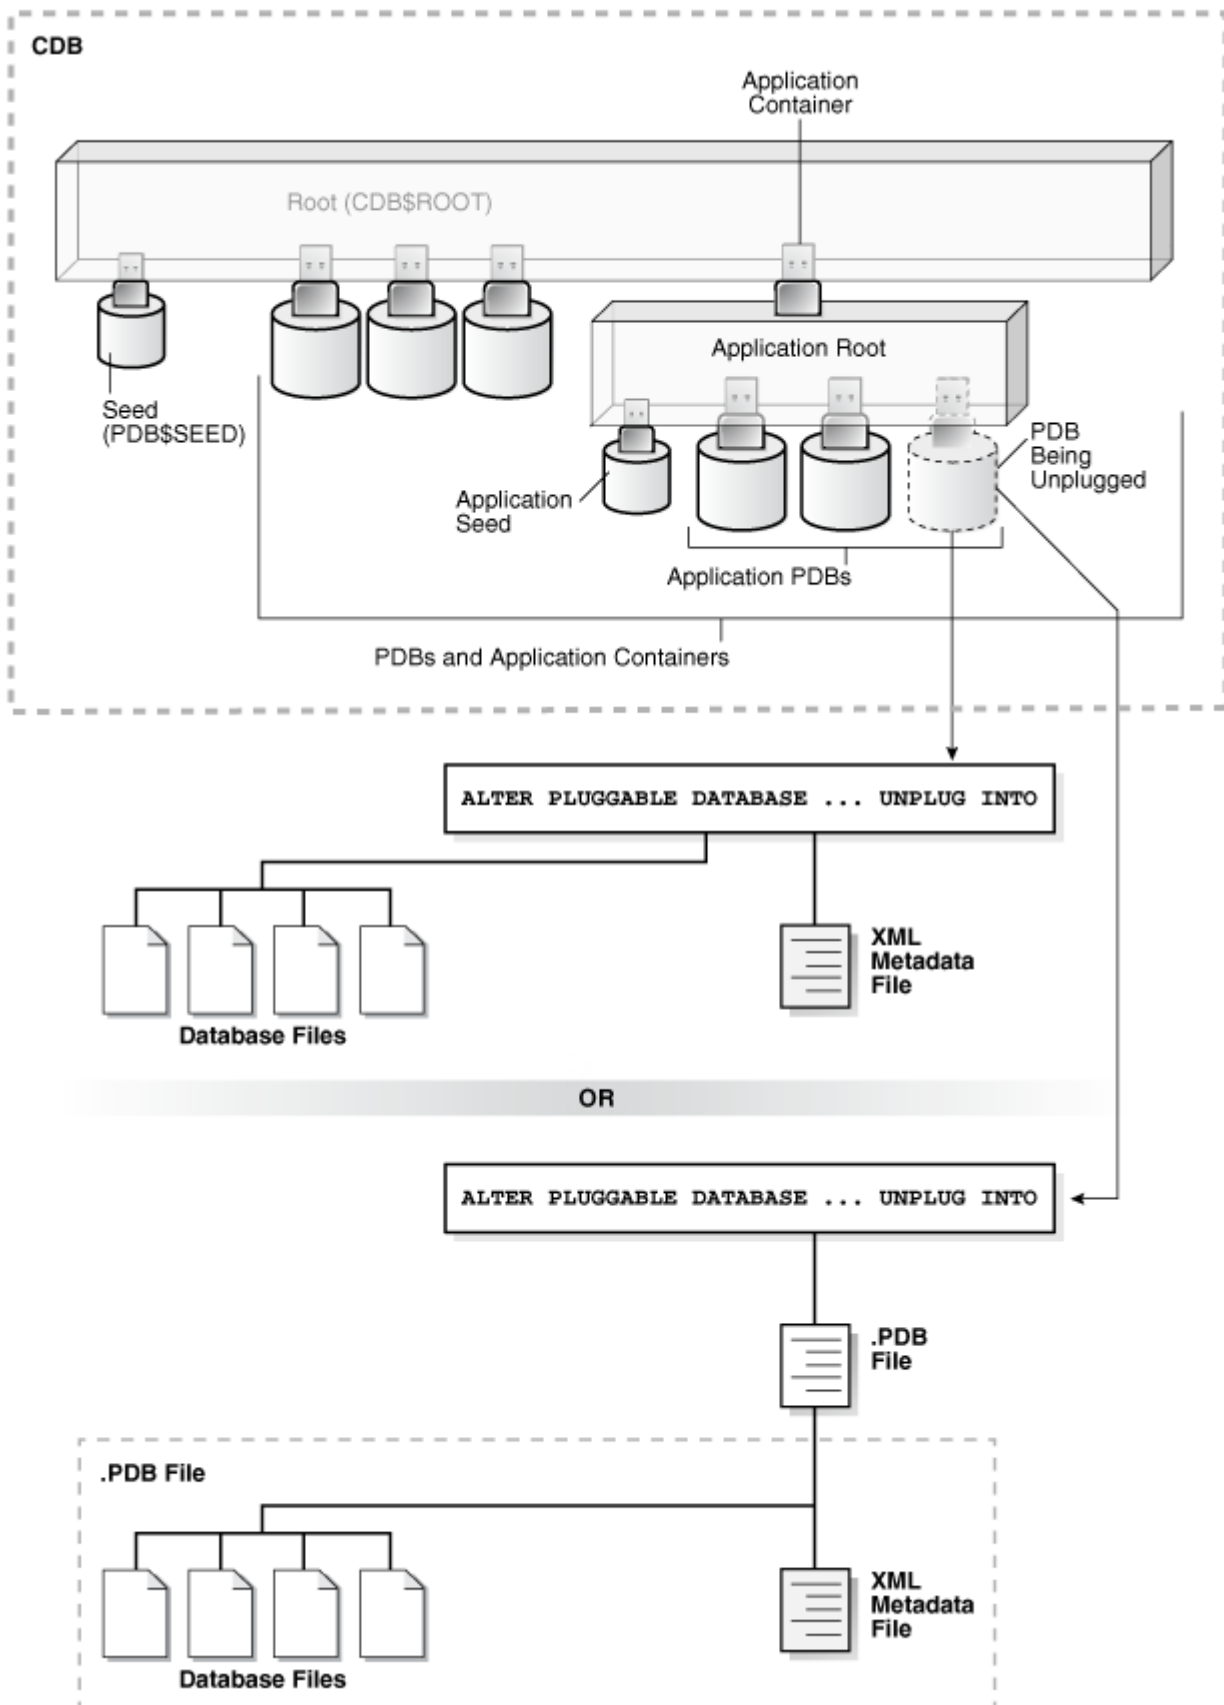 CDB
Application
Container
Root (CDB$ROOT)
Application Root
Seed
(PDB$SEED)
PDB
Being
Unplugged
Application
Seed
Application PDBs
PDBs and Application Containers
ALTER PLUGGABLE DATABASE ... UNPLUG INTO
XML
Metadata
File
Database Files
OR
ALTER PLUGGABLE DATABASE ... UNPLUG INTO
.PDB
File
.PDB File
XML
Metadata
File
Database Files